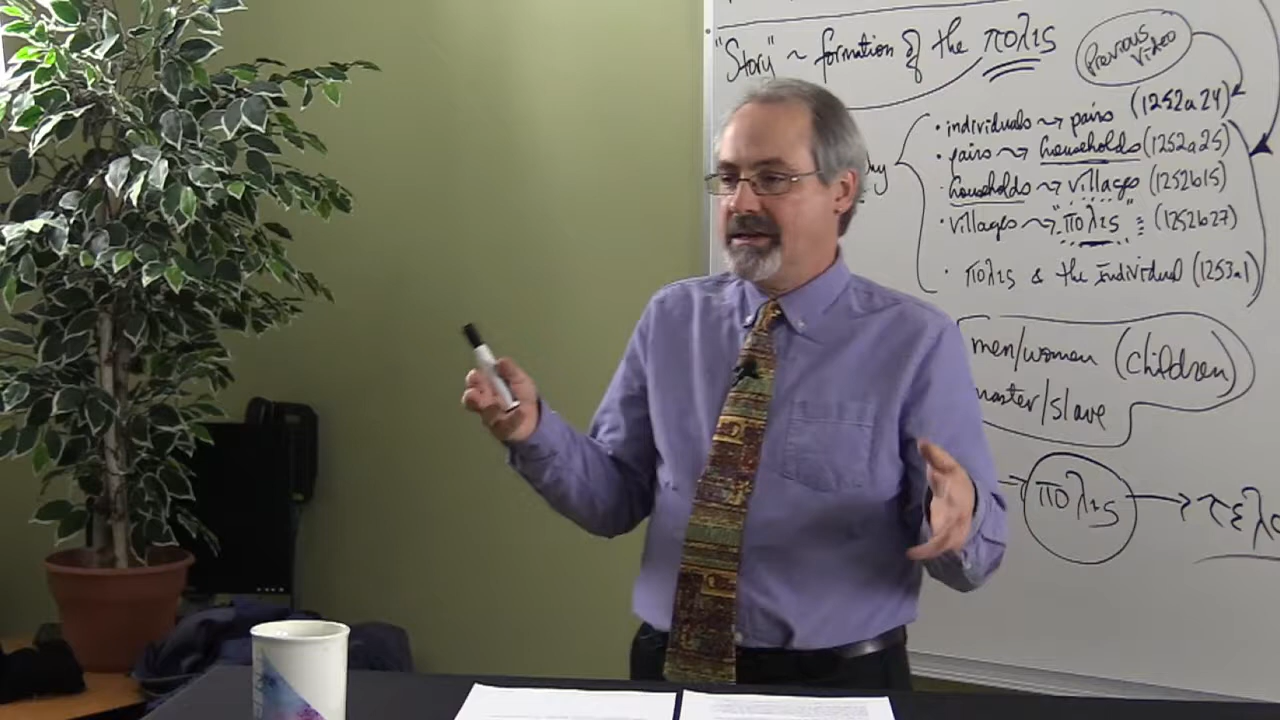 "Story" ~ formation of the πολις
Previous video
• individuals ⤳ pairs (1252a24)
• pairs ⤳ households (1252a25)
• households ⤳ villages (1252b15)
• villages ⤳ "πολις" (1252b27)
• πολις & the individual (1253a1)
men/women (children)
master/slave
→ πολις → τελο